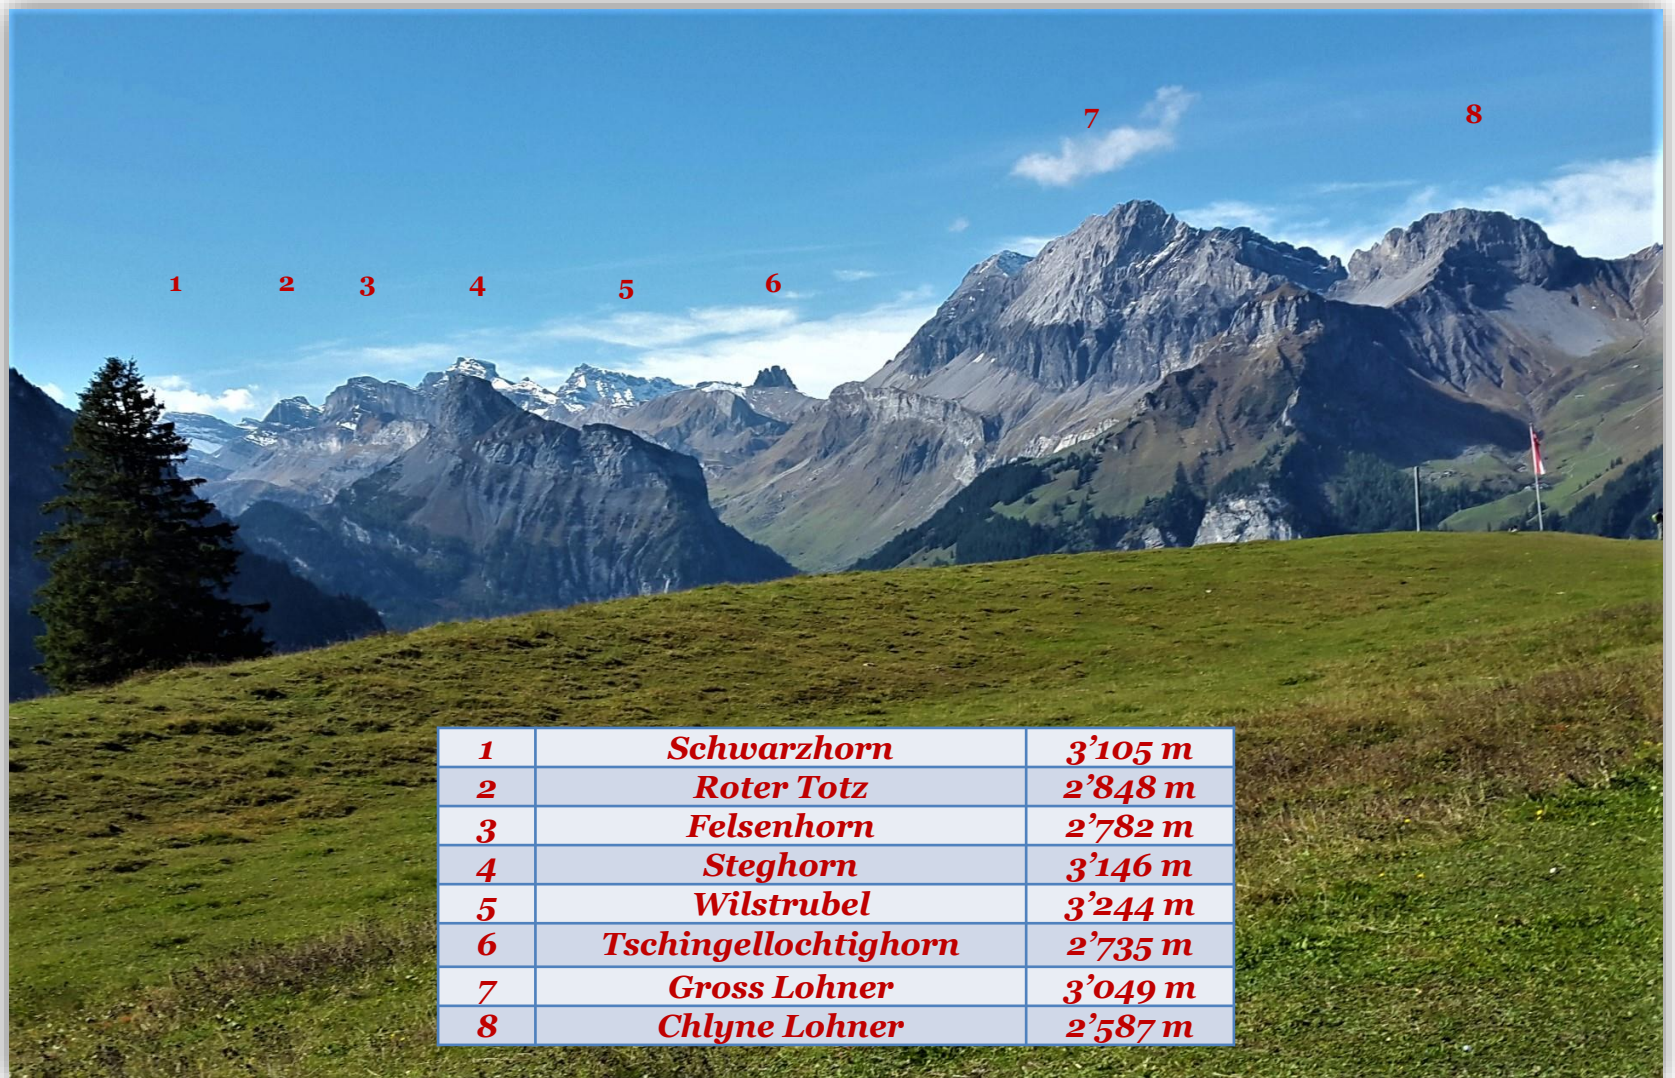 7
8
1 2 3 4 5 6
1 Schwarzhorn 3’105 m
2 Roter Totz 2’848 m
3 Felsenhorn 2’782 m
4 Steghorn 3’146 m
5 Wilstrubel 3’244 m
6 Tschingellochtighorn 2’735 m
7 Gross Lohner 3’049 m
8 Chlyne Lohner 2’587 m